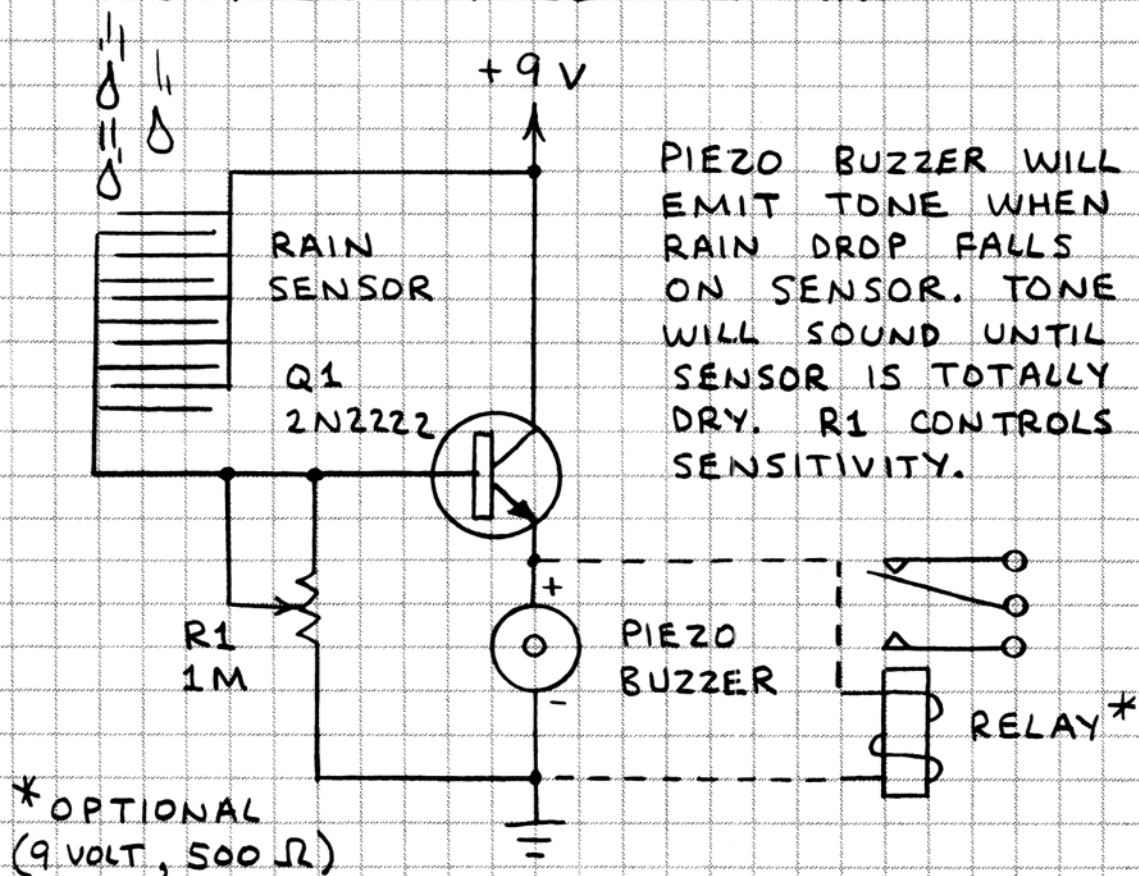 + 9 V
PIEZO BUZZER WILL
EMIT TONE WHEN
RAIN DROP FALLS
ON SENSOR. TONE
WILL SOUND UNTIL
SENSOR IS TOTALLY
DRY. R1 CONTROLS
SENSITIVITY.
RAIN
SENSOR
Q1
2N2222
+
PIEZO
BUZZER
-
R1
1M
RELAY*
*OPTIONAL
(9 VOLT, 500 Ω)